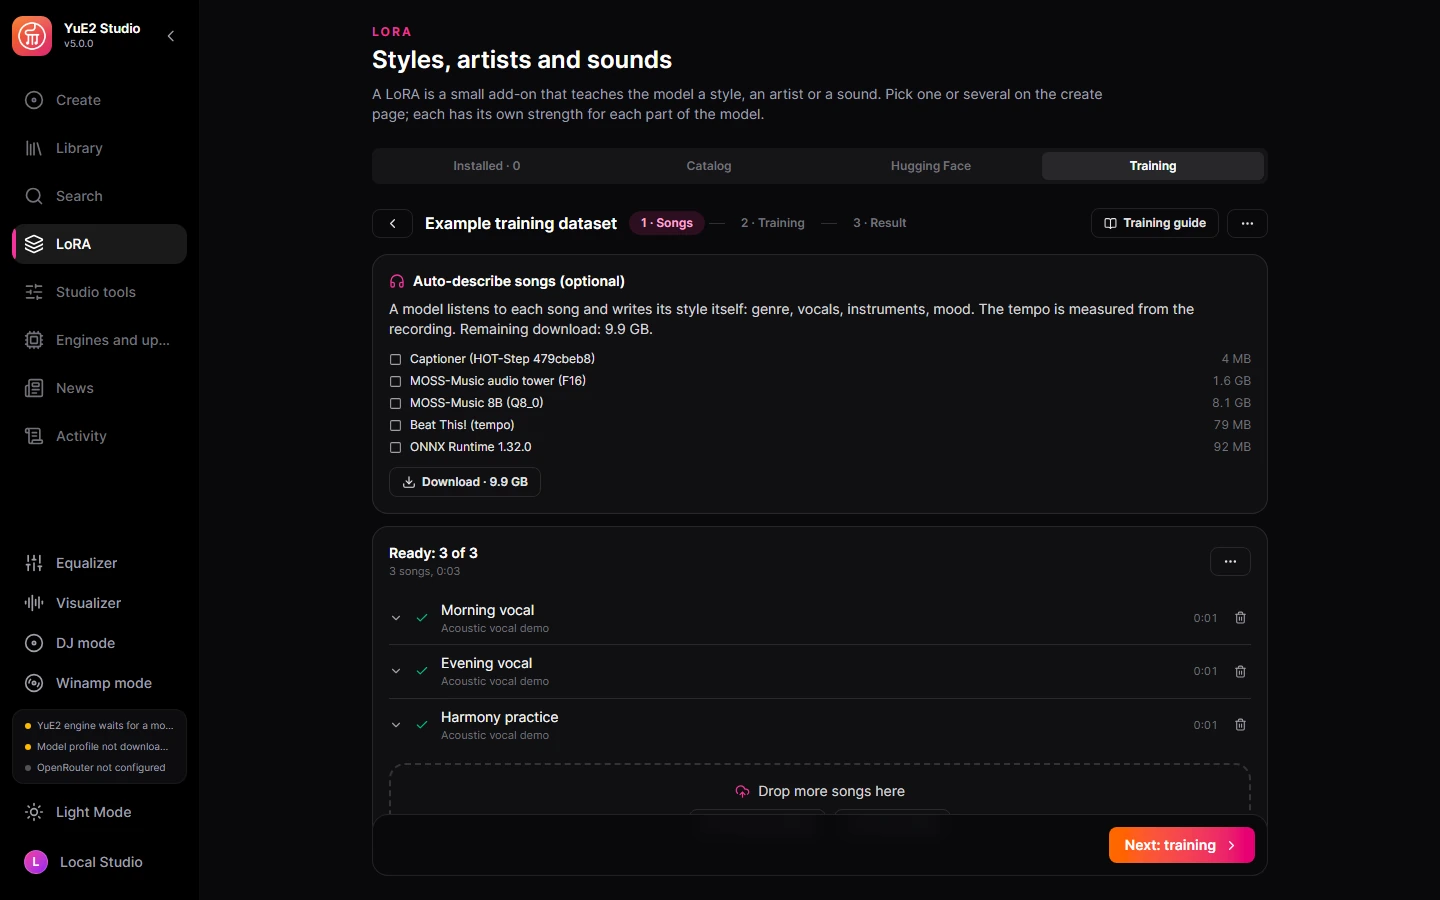 YuE2 Studio
v5.0.0
Create
Library
Search
LoRA
Studio tools
Engines and up...
News
Activity
Equalizer
Visualizer
DJ mode
Winamp mode
YuE2 engine waits for a mo...
Model profile not downloa...
OpenRouter not configured
Light Mode
L
Local Studio
LORA
Styles, artists and sounds
A LoRA is a small add-on that teaches the model a style, an artist or a sound. Pick one or several on the create
page; each has its own strength for each part of the model.
Installed · 0
Catalog
Hugging Face
Training
Example training dataset
1 · Songs
2 · Training
3 · Result
Training guide
Auto-describe songs (optional)
A model listens to each song and writes its style itself: genre, vocals, instruments, mood. The tempo is measured from the
recording. Remaining download: 9.9 GB.
Captioner (HOT-Step 479cbeb8) 4 MB
MOSS-Music audio tower (F16) 1.6 GB
MOSS-Music 8B (Q8_0) 8.1 GB
Beat This! (tempo) 79 MB
ONNX Runtime 1.32.0 92 MB
Download · 9.9 GB
Ready: 3 of 3
3 songs, 0:03
Morning vocal
Acoustic vocal demo
0:01
Evening vocal
Acoustic vocal demo
0:01
Harmony practice
Acoustic vocal demo
0:01
Drop more songs here
Next: training